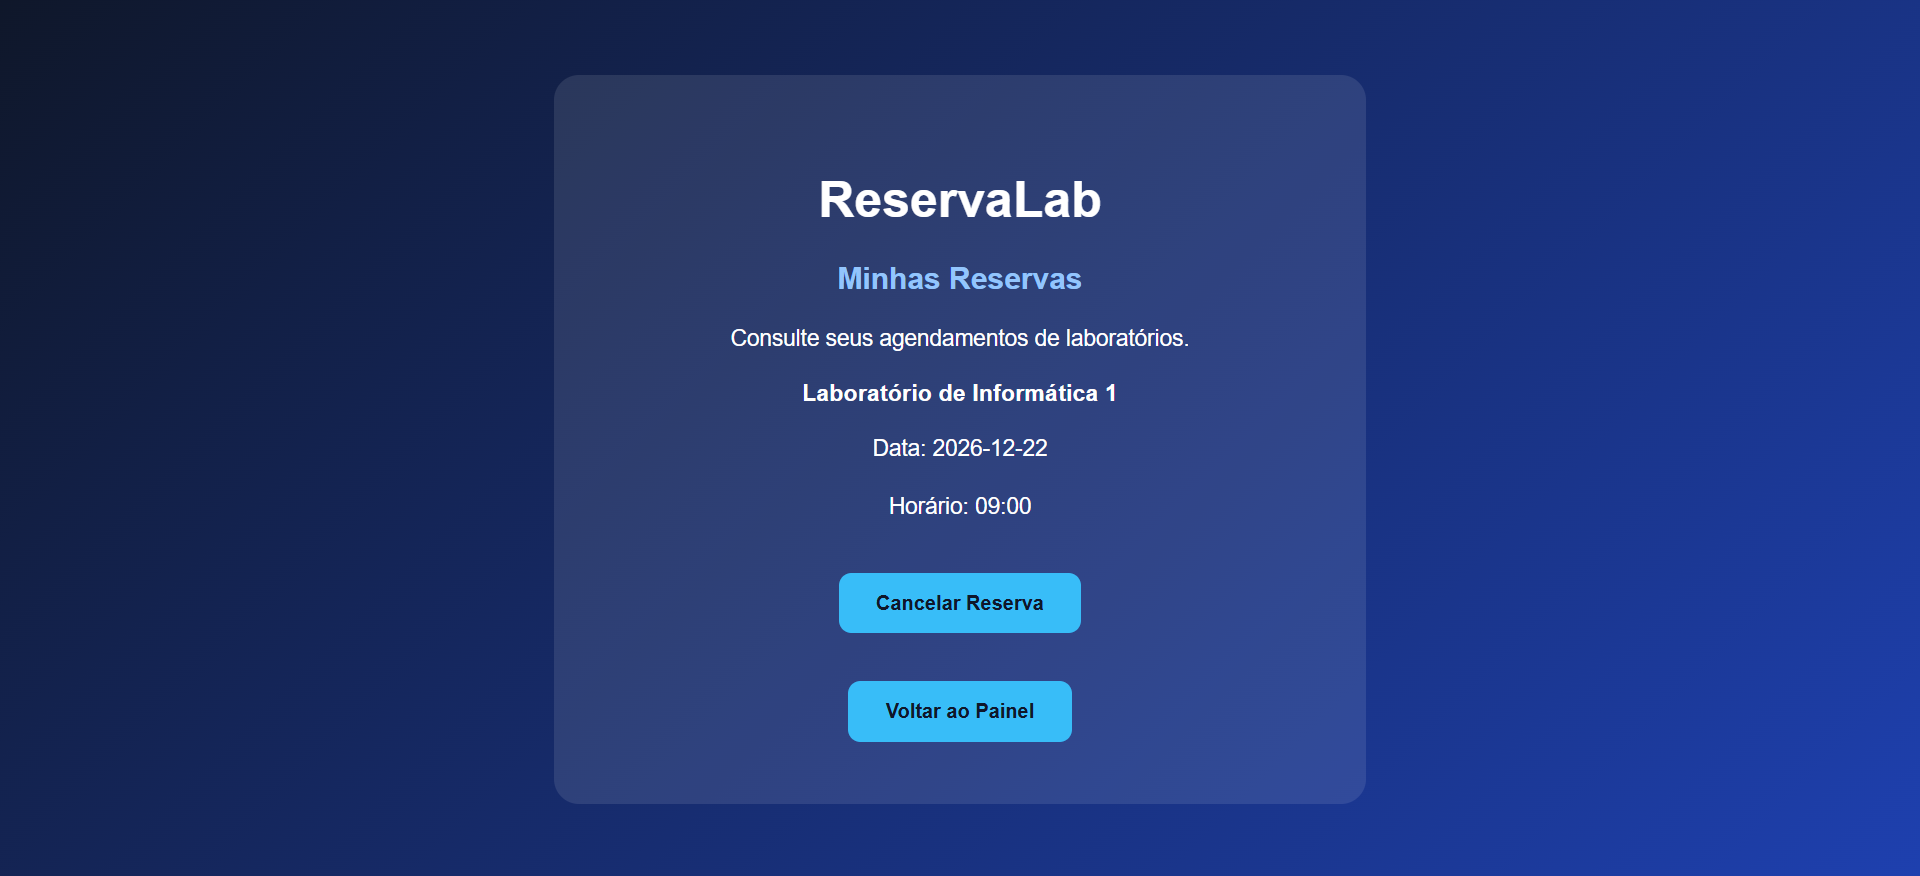 ReservaLab
Minhas Reservas
Consulte seus agendamentos de laboratórios.
Laboratório de Informática 1
Data: 2026-12-22
Horário: 09:00
Cancelar Reserva
Voltar ao Painel